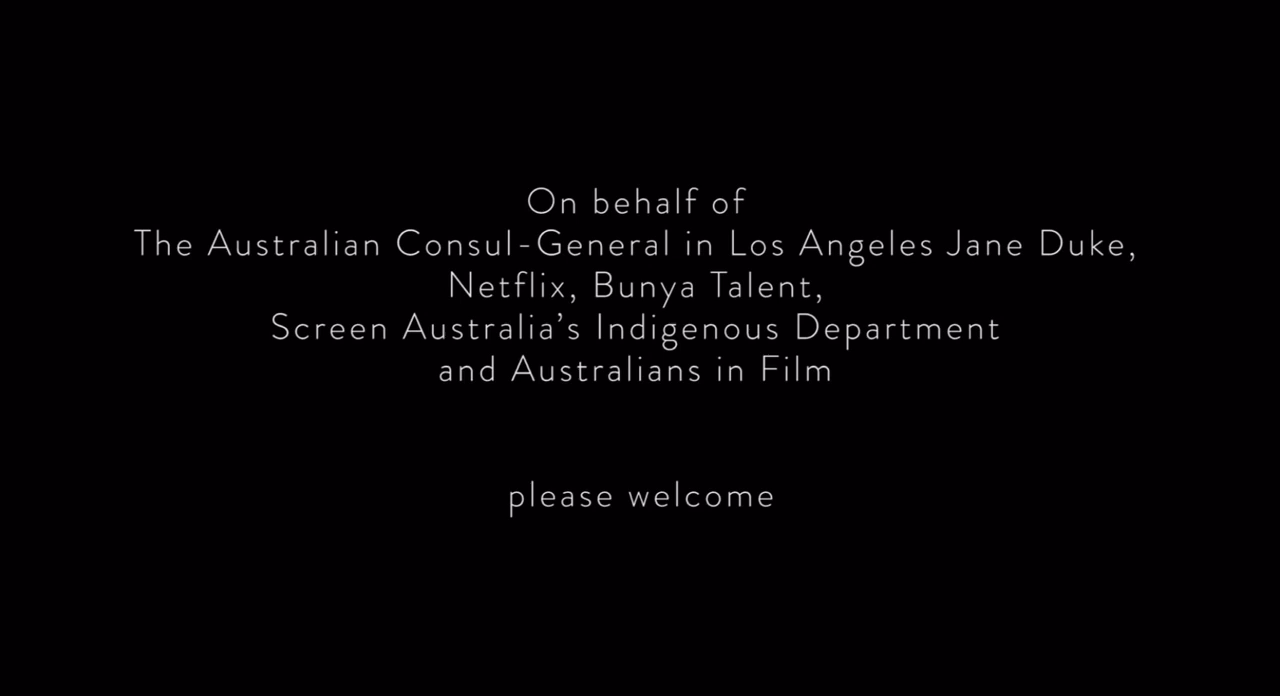 On behalf of
The Australian Consul-General in Los Angeles Jane Duke,
Netflix, Bunya Talent,
Screen Australia’s Indigenous Department
and Australians in Film
please welcome